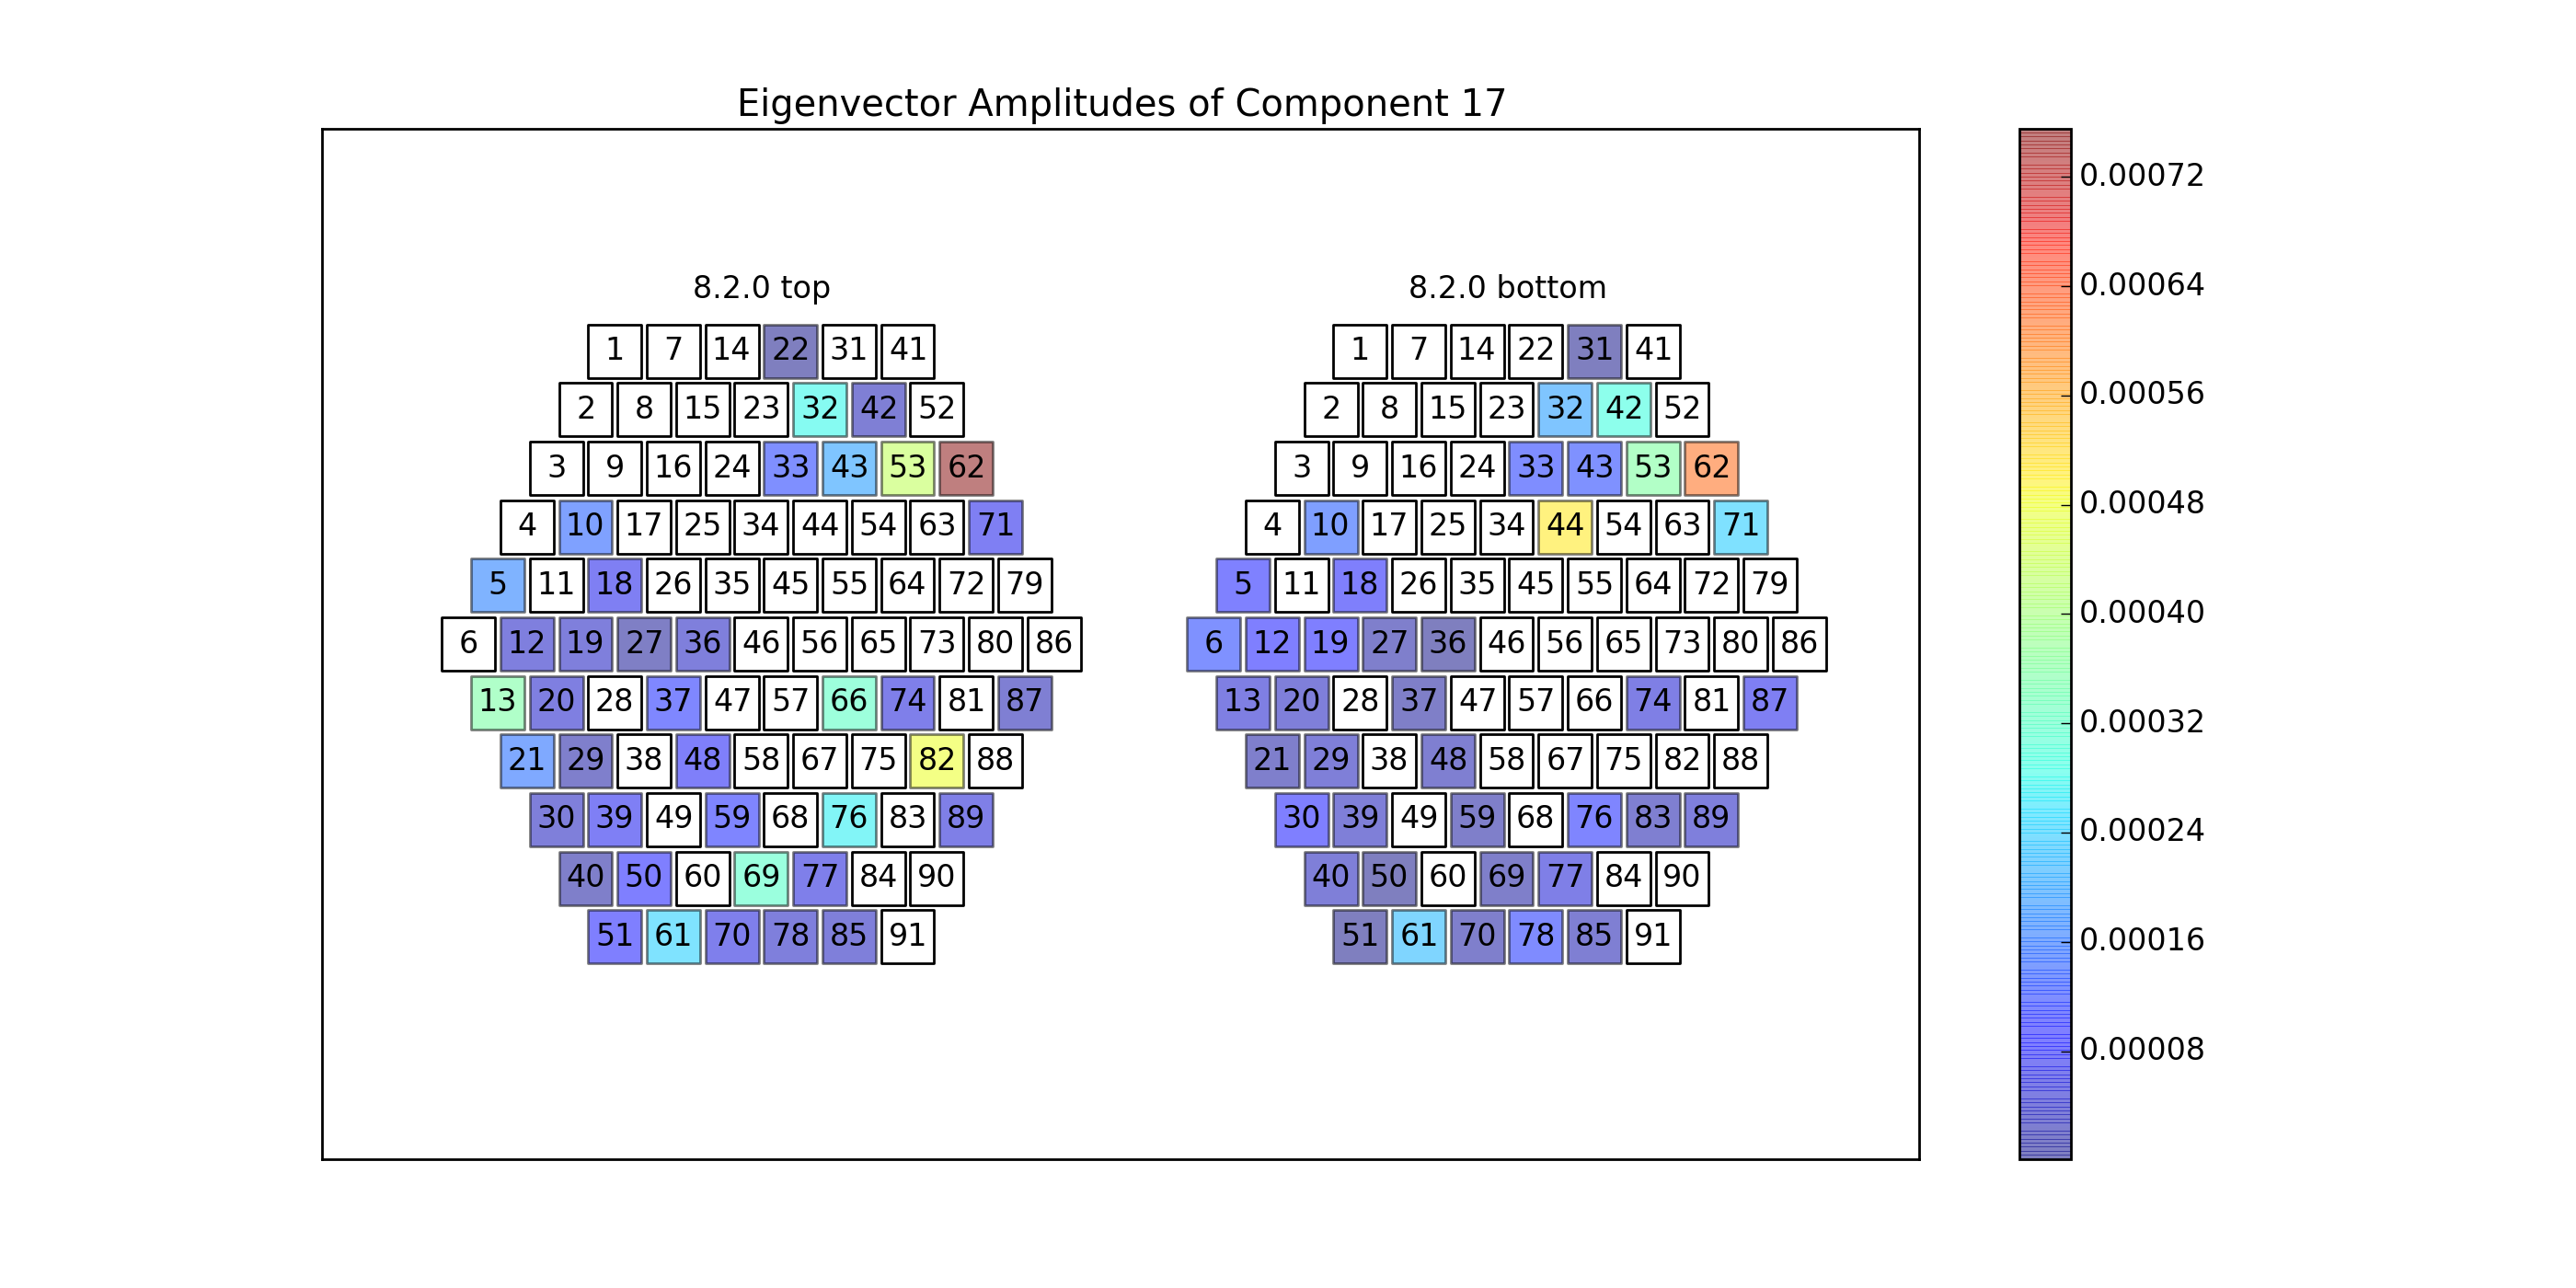 Eigenvector Amplitudes of Component 17
8.2.0 top
1 7 14 22 31 41
2 8 15 23 32 42 52
3 9 16 24 33 43 53 62
4 10 17 25 34 44 54 63 71
5 11 18 26 35 45 55 64 72 79
6 12 19 27 36 46 56 65 73 80 86
13 20 28 37 47 57 66 74 81 87
21 29 38 48 58 67 75 82 88
30 39 49 59 68 76 83 89
40 50 60 69 77 84 90
51 61 70 78 85 91
8.2.0 bottom
1 7 14 22 31 41
2 8 15 23 32 42 52
3 9 16 24 33 43 53 62
4 10 17 25 34 44 54 63 71
5 11 18 26 35 45 55 64 72 79
6 12 19 27 36 46 56 65 73 80 86
13 20 28 37 47 57 66 74 81 87
21 29 38 48 58 67 75 82 88
30 39 49 59 68 76 83 89
40 50 60 69 77 84 90
51 61 70 78 85 91
0.00072
0.00064
0.00056
0.00048
0.00040
0.00032
0.00024
0.00016
0.00008